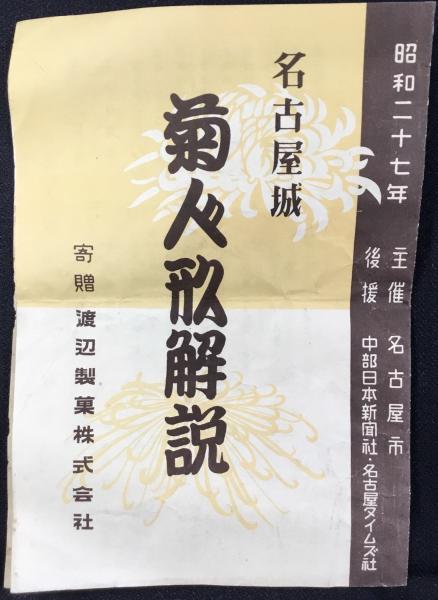 昭和二十七年
主催 名古屋市
後援 中部日本新聞社・名古屋タイムズ社
名古屋城
菊人形解説
寄贈 渡辺製菓株式会社